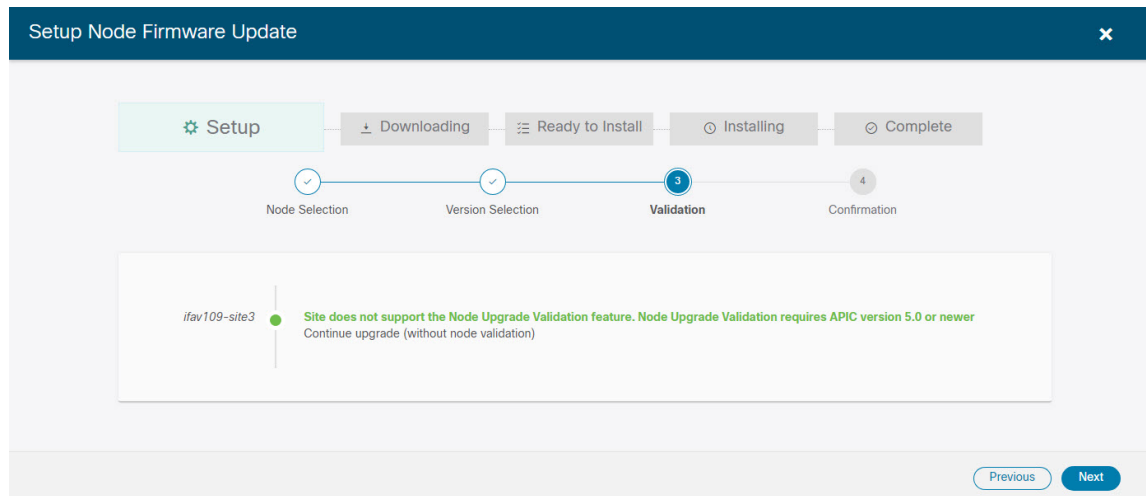 Setup Node Firmware Update
Setup
Downloading
Ready to Install
Installing
Complete
3
4
Node Selection
Version Selection
Validation
Confirmation
ifav109-site3
Site does not support the Node Upgrade Validation feature. Node Upgrade Validation requires APIC version 5.0 or newer
Continue upgrade (without node validation)
Previous
Next